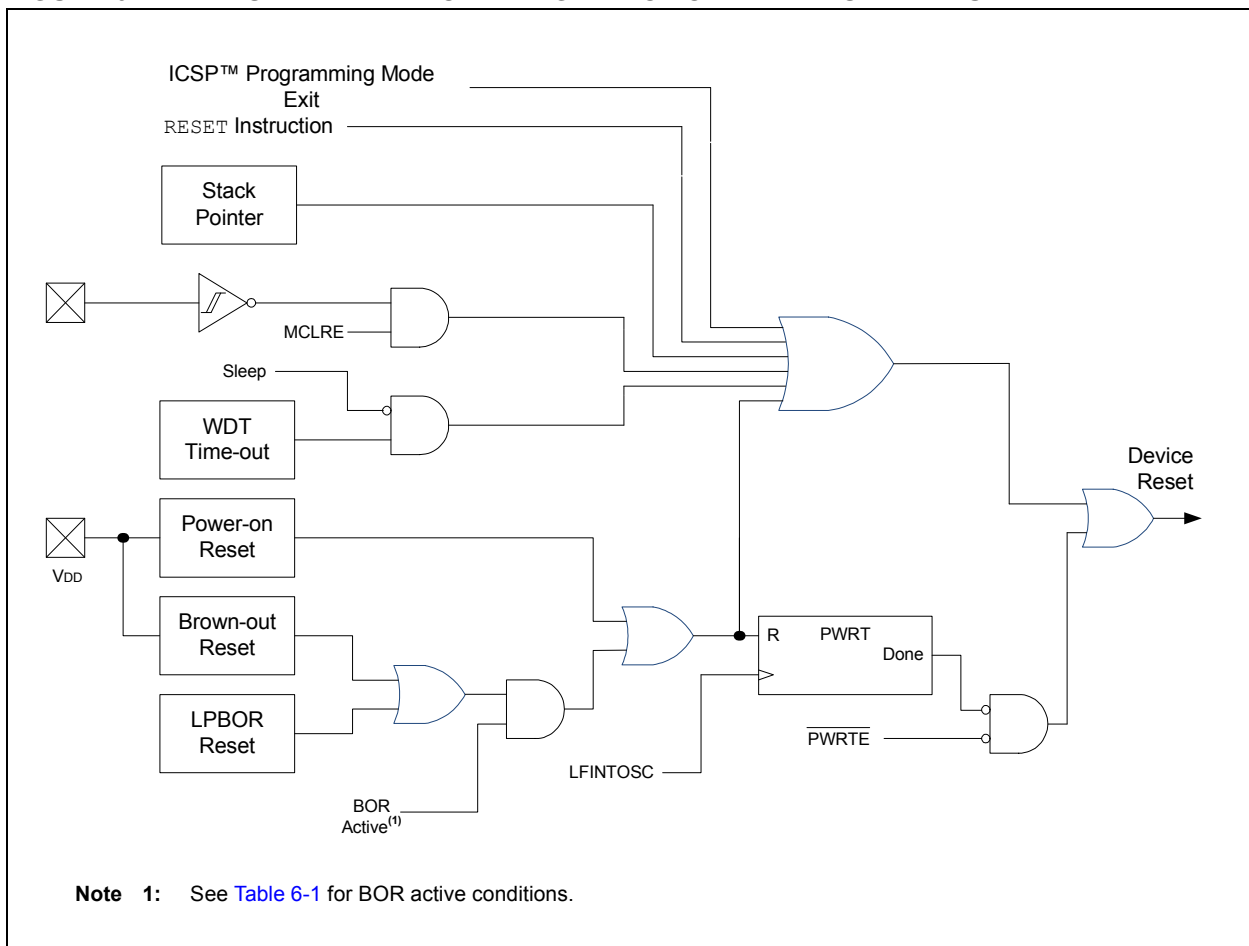 ICSP™ Programming Mode
Exit
RESET Instruction
Stack
Pointer
MCLRE
Sleep
WDT
Time-out
VDD
Power-on
Reset
Brown-out
Reset
LPBOR
Reset
BOR
Active(1)
R PWRT
Done
LFINTOSC
PWRTE
Device
Reset
Note 1: See Table 6-1 for BOR active conditions.